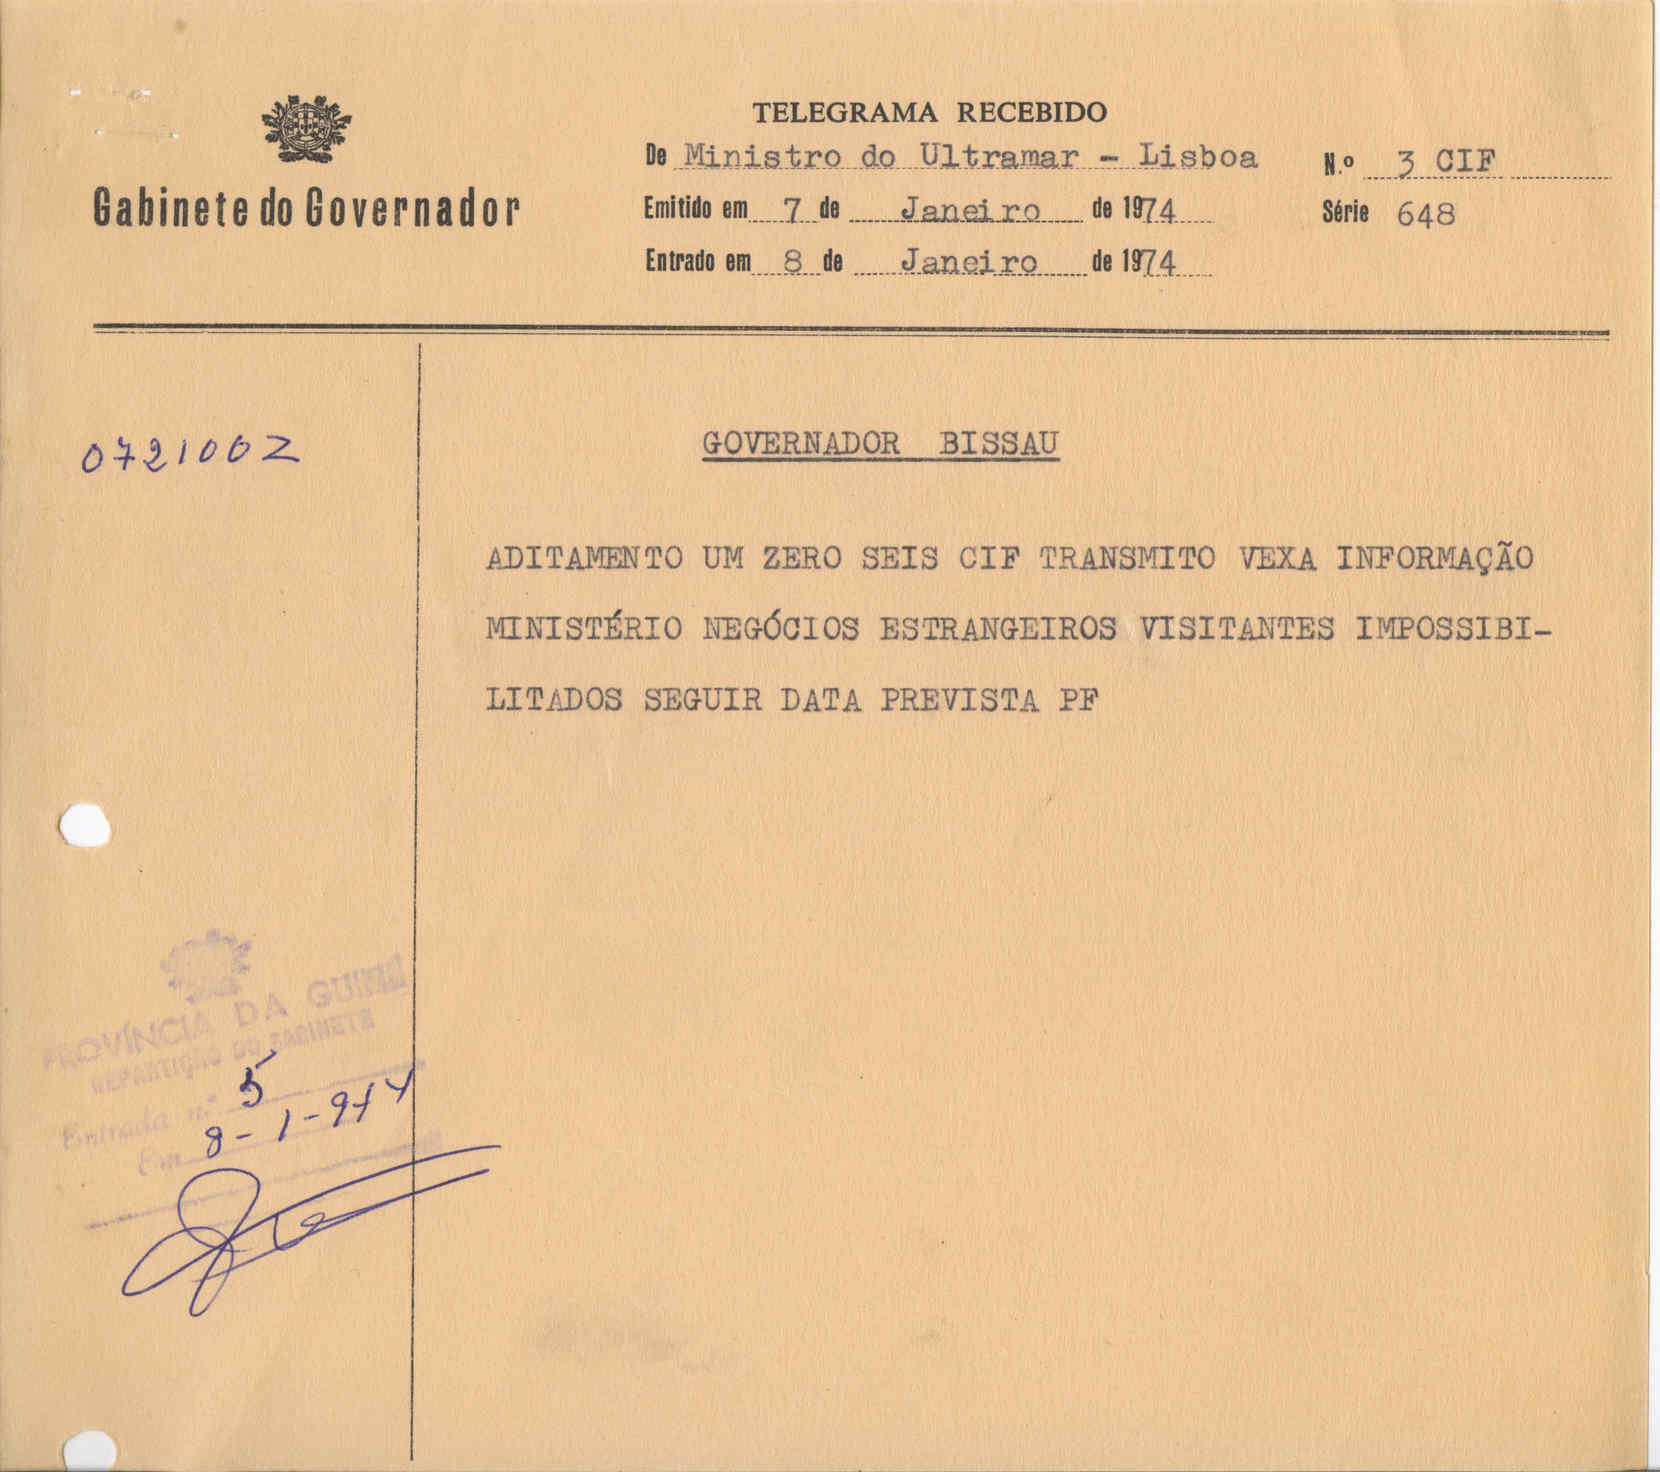 TELEGRAMA RECEBIDO
De Ministro do Ultramar - Lisboa N.º 3 CIF
Gabinete do Governador
Emitido em 7 de Janeiro de 1974 Série 648
Entrado em 8 de Janeiro de 1974
072100Z
GOVERNADOR BISSAU
ADITAMENTO UM ZERO SEIS CIF TRANSMITO VEXA INFORMAÇÃO
MINISTÉRIO NEGÓCIOS ESTRANGEIROS VISITANTES IMPOSSIBI-
LITADOS SEGUIR DATA PREVISTA PF
PROVÍNCIA DA GUINÉ
REPARTIÇÃO DO GABINETE
Entrada n.º 5
Em 8-1-974